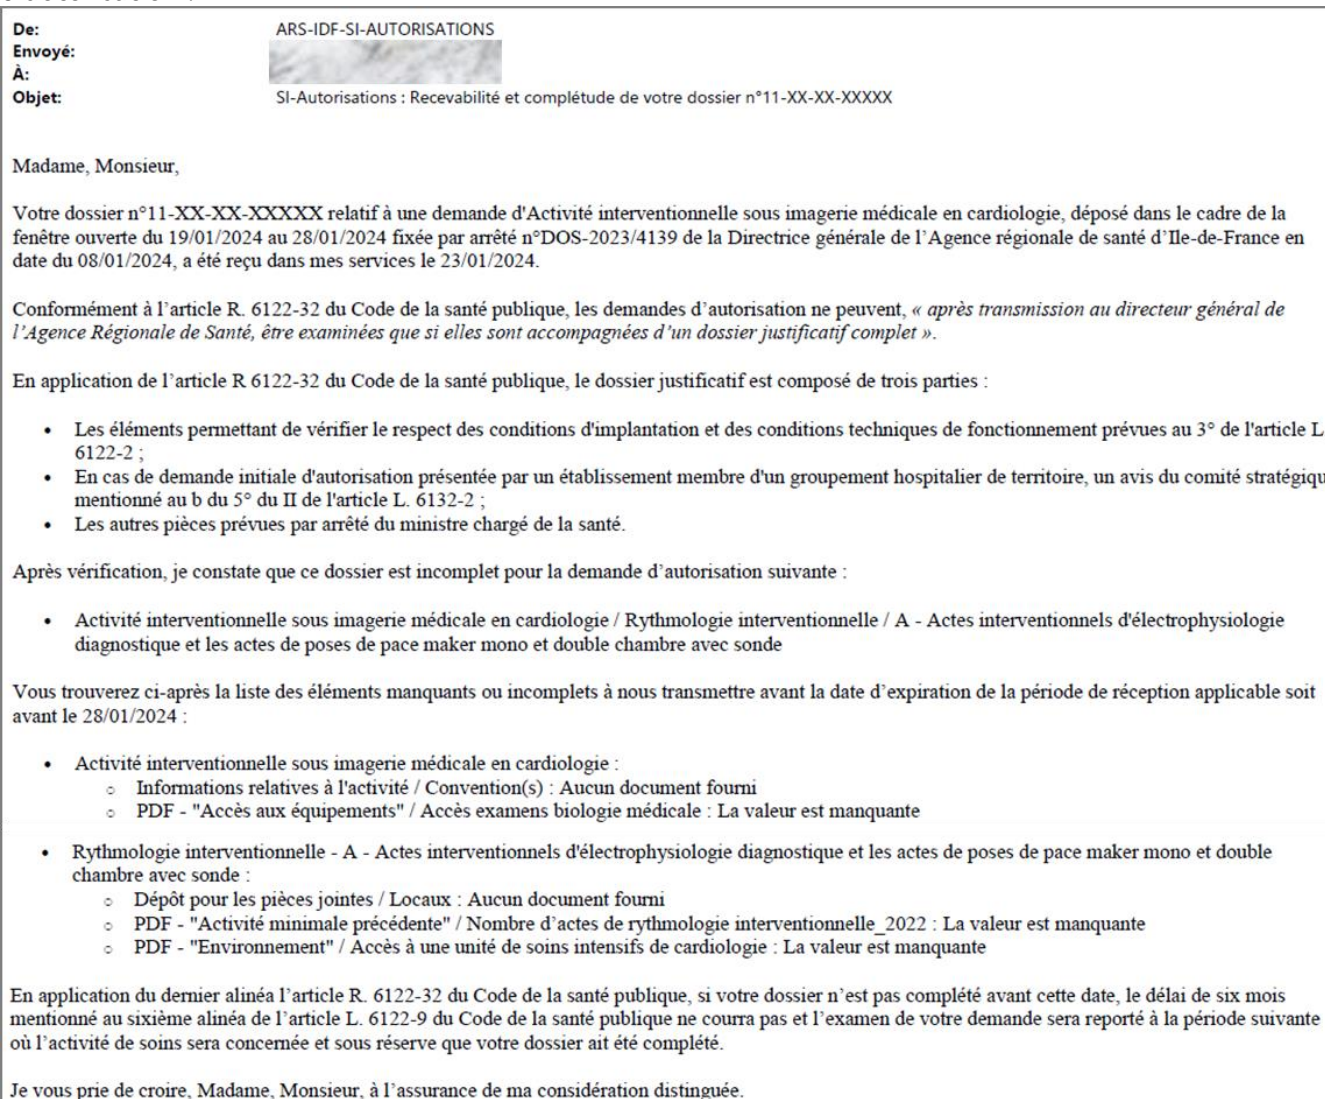 De: ARS-IDF-SI-AUTORISATIONS
Envoyé:
À:
Objet: SI-Autorisations : Recevabilité et complétude de votre dossier n°11-XX-XX-XXXXX
Madame, Monsieur,
Votre dossier n°11-XX-XX-XXXXX relatif à une demande d'Activité interventionnelle sous imagerie médicale en cardiologie, déposé dans le cadre de la
fenêtre ouverte du 19/01/2024 au 28/01/2024 fixée par arrêté n°DOS-2023/4139 de la Directrice générale de l'Agence régionale de santé d'Ile-de-France en
date du 08/01/2024, a été reçu dans mes services le 23/01/2024.
Conformément à l'article R. 6122-32 du Code de la santé publique, les demandes d'autorisation ne peuvent, « après transmission au directeur général de
l'Agence Régionale de Santé, être examinées que si elles sont accompagnées d'un dossier justificatif complet ».
En application de l'article R 6122-32 du Code de la santé publique, le dossier justificatif est composé de trois parties :
• Les éléments permettant de vérifier le respect des conditions d'implantation et des conditions techniques de fonctionnement prévues au 3° de l'article L
6122-2 ;
• En cas de demande initiale d'autorisation présentée par un établissement membre d'un groupement hospitalier de territoire, un avis du comité stratégiqu
mentionné au b du 5° du II de l'article L. 6132-2 ;
• Les autres pièces prévues par arrêté du ministre chargé de la santé.
Après vérification, je constate que ce dossier est incomplet pour la demande d'autorisation suivante :
• Activité interventionnelle sous imagerie médicale en cardiologie / Rythmologie interventionnelle / A - Actes interventionnels d'électrophysiologie
diagnostique et les actes de poses de pace maker mono et double chambre avec sonde
Vous trouverez ci-après la liste des éléments manquants ou incomplets à nous transmettre avant la date d'expiration de la période de réception applicable soit
avant le 28/01/2024 :
• Activité interventionnelle sous imagerie médicale en cardiologie :
○ Informations relatives à l'activité / Convention(s) : Aucun document fourni
○ PDF - "Accès aux équipements" / Accès examens biologie médicale : La valeur est manquante
• Rythmologie interventionnelle - A - Actes interventionnels d'électrophysiologie diagnostique et les actes de poses de pace maker mono et double
chambre avec sonde :
○ Dépôt pour les pièces jointes / Locaux : Aucun document fourni
○ PDF - "Activité minimale précédente" / Nombre d'actes de rythmologie interventionnelle_2022 : La valeur est manquante
○ PDF - "Environnement" / Accès à une unité de soins intensifs de cardiologie : La valeur est manquante
En application du dernier alinéa l'article R. 6122-32 du Code de la santé publique, si votre dossier n'est pas complété avant cette date, le délai de six mois
mentionné au sixième alinéa de l'article L. 6122-9 du Code de la santé publique ne courra pas et l'examen de votre demande sera reporté à la période suivante
où l'activité de soins sera concernée et sous réserve que votre dossier ait été complété.
Je vous prie de croire, Madame, Monsieur, à l'assurance de ma considération distinguée.